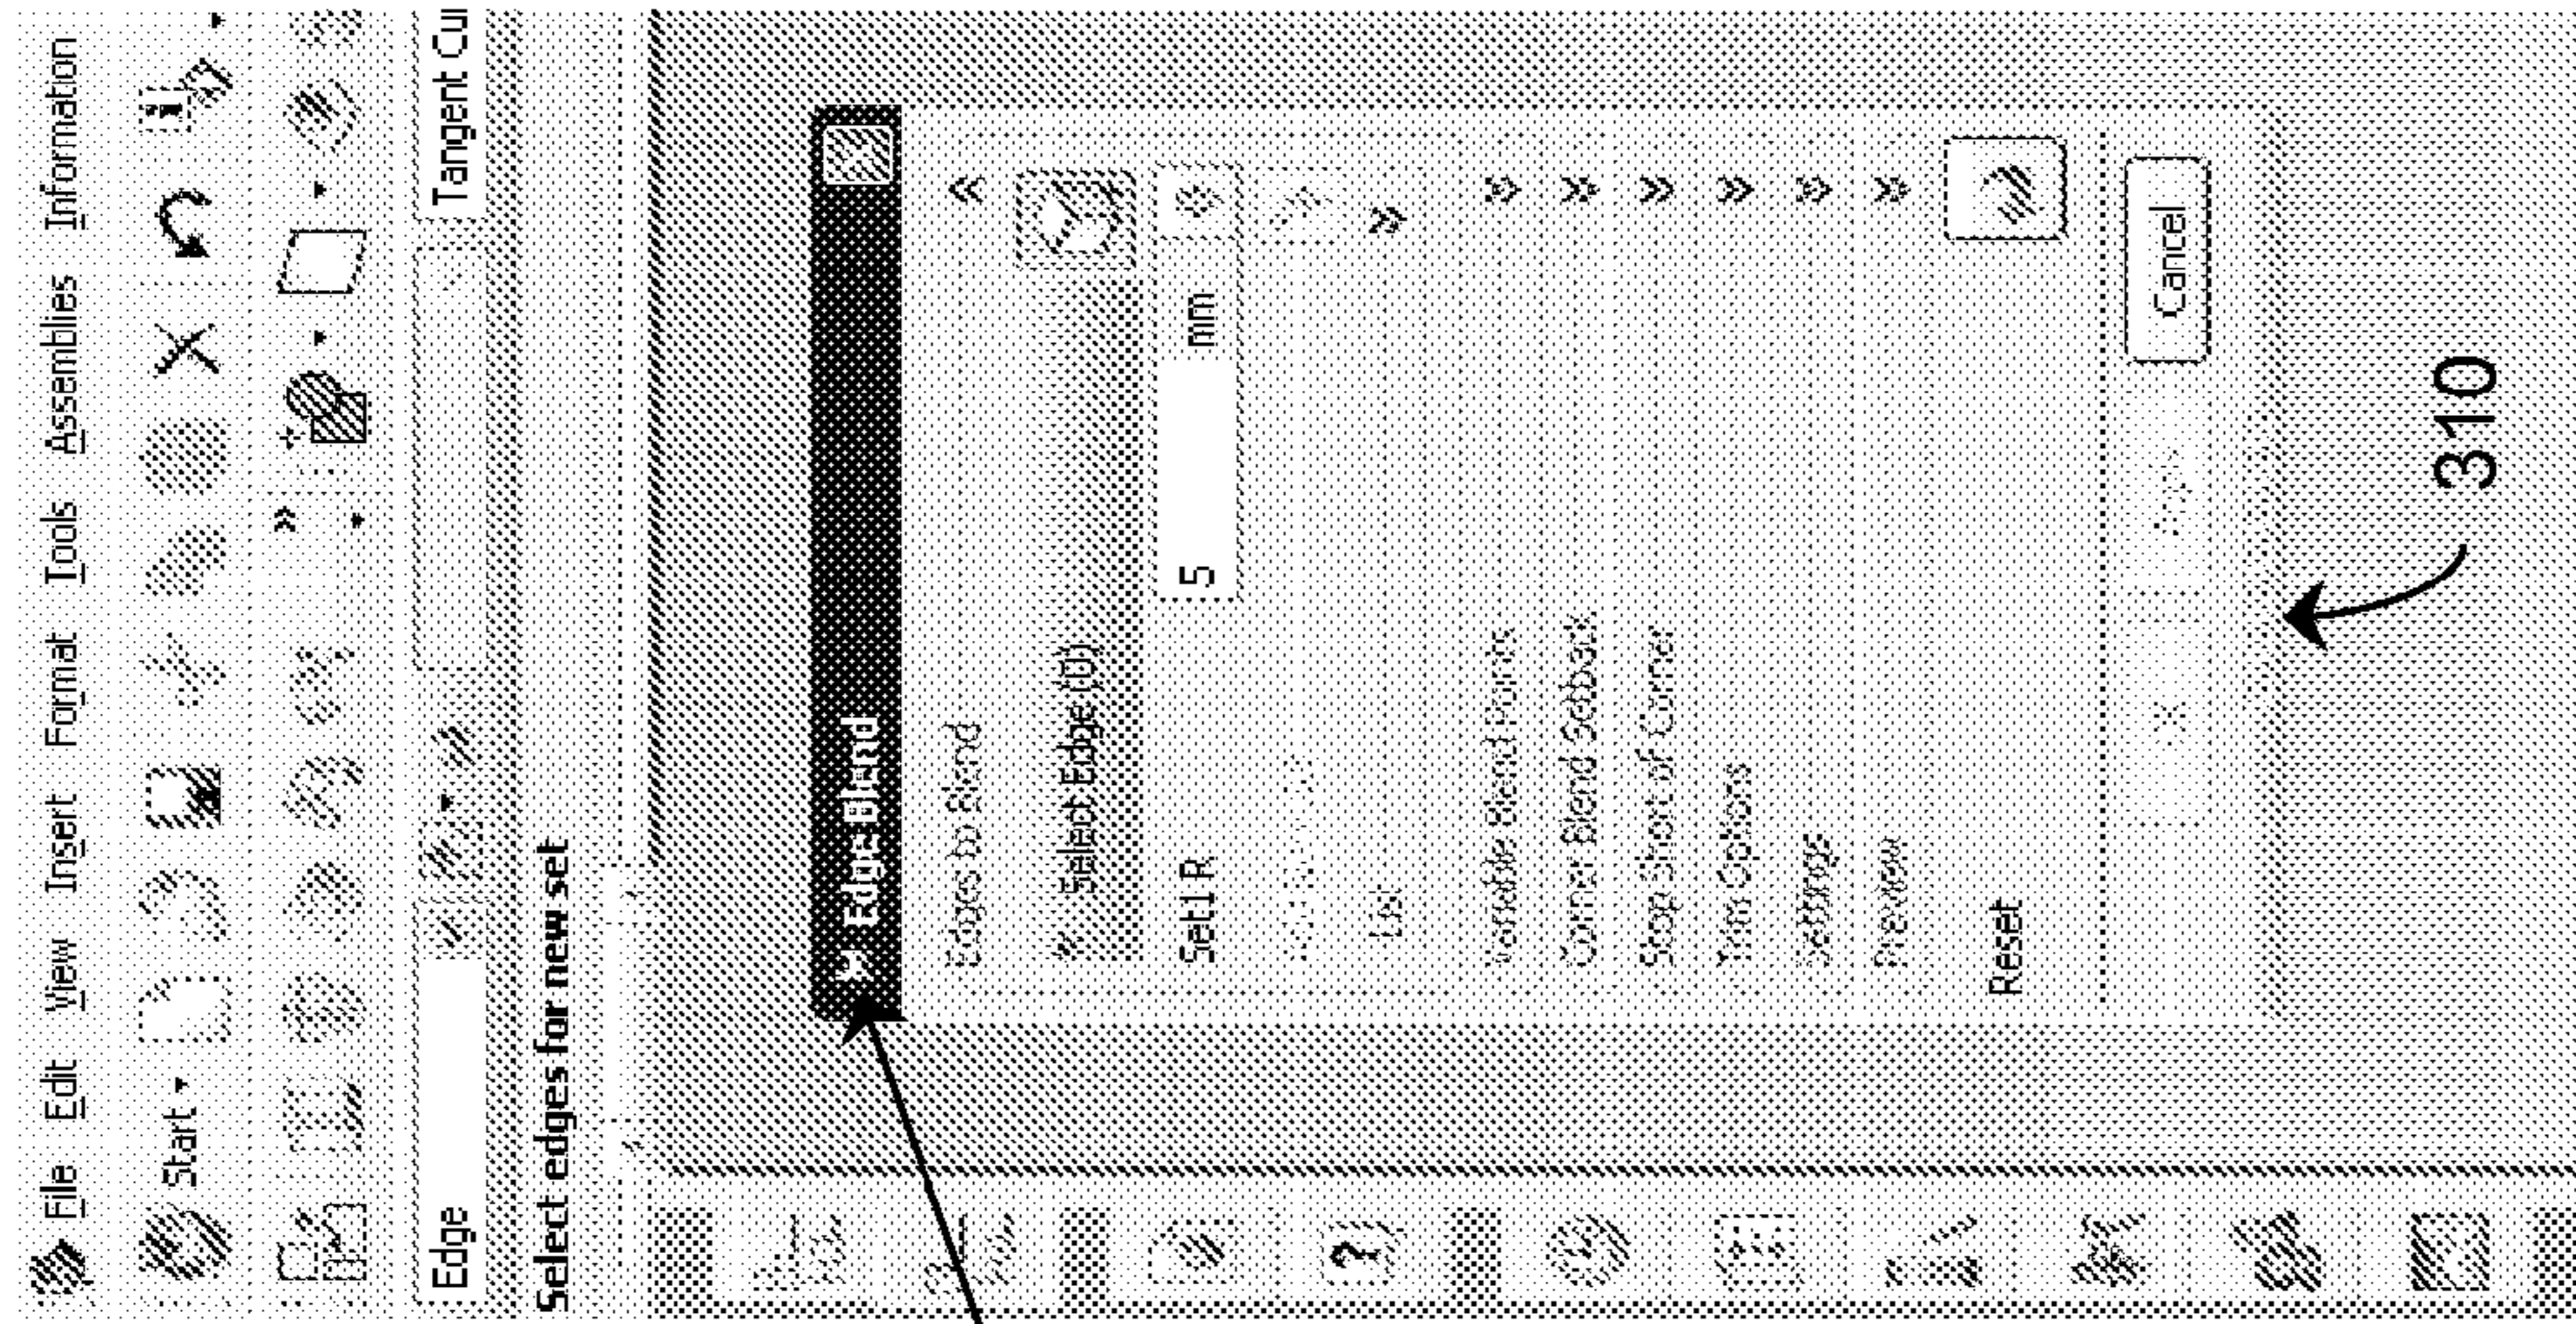 File Edit View Insert Format Tools Assemblies Information
Start
Edge Tangent Cur
Select edges for new set
Edge Blend
Edges to Blend
Select Edge (0)
Set1 R 5 mm
List
Variable Blend Points
Corner Blend Setback
Stop Short of Corner
Trim Options
Settings
Preview
Reset
Cancel
310